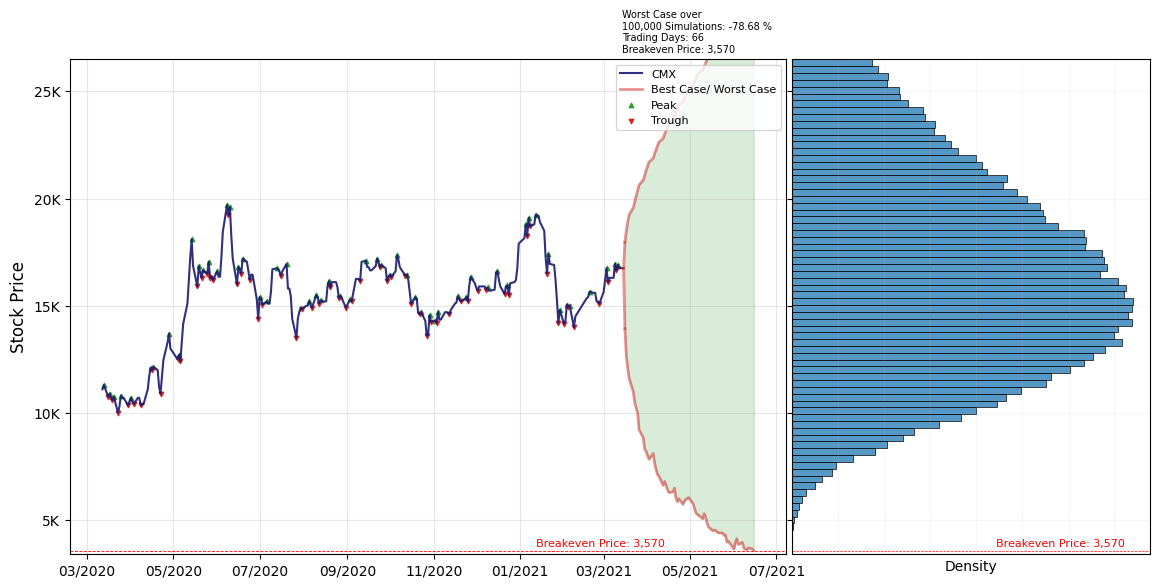 Worst Case over
100,000 Simulations: -78.68 %
Trading Days: 66
Breakeven Price: 3,570
CMX
Best Case/ Worst Case
Peak
Trough
Stock Price
25K
20K
15K
10K
5K
Breakeven Price: 3,570
Breakeven Price: 3,570
03/2020 05/2020 07/2020 09/2020 11/2020 01/2021 03/2021 05/2021 07/2021
Density